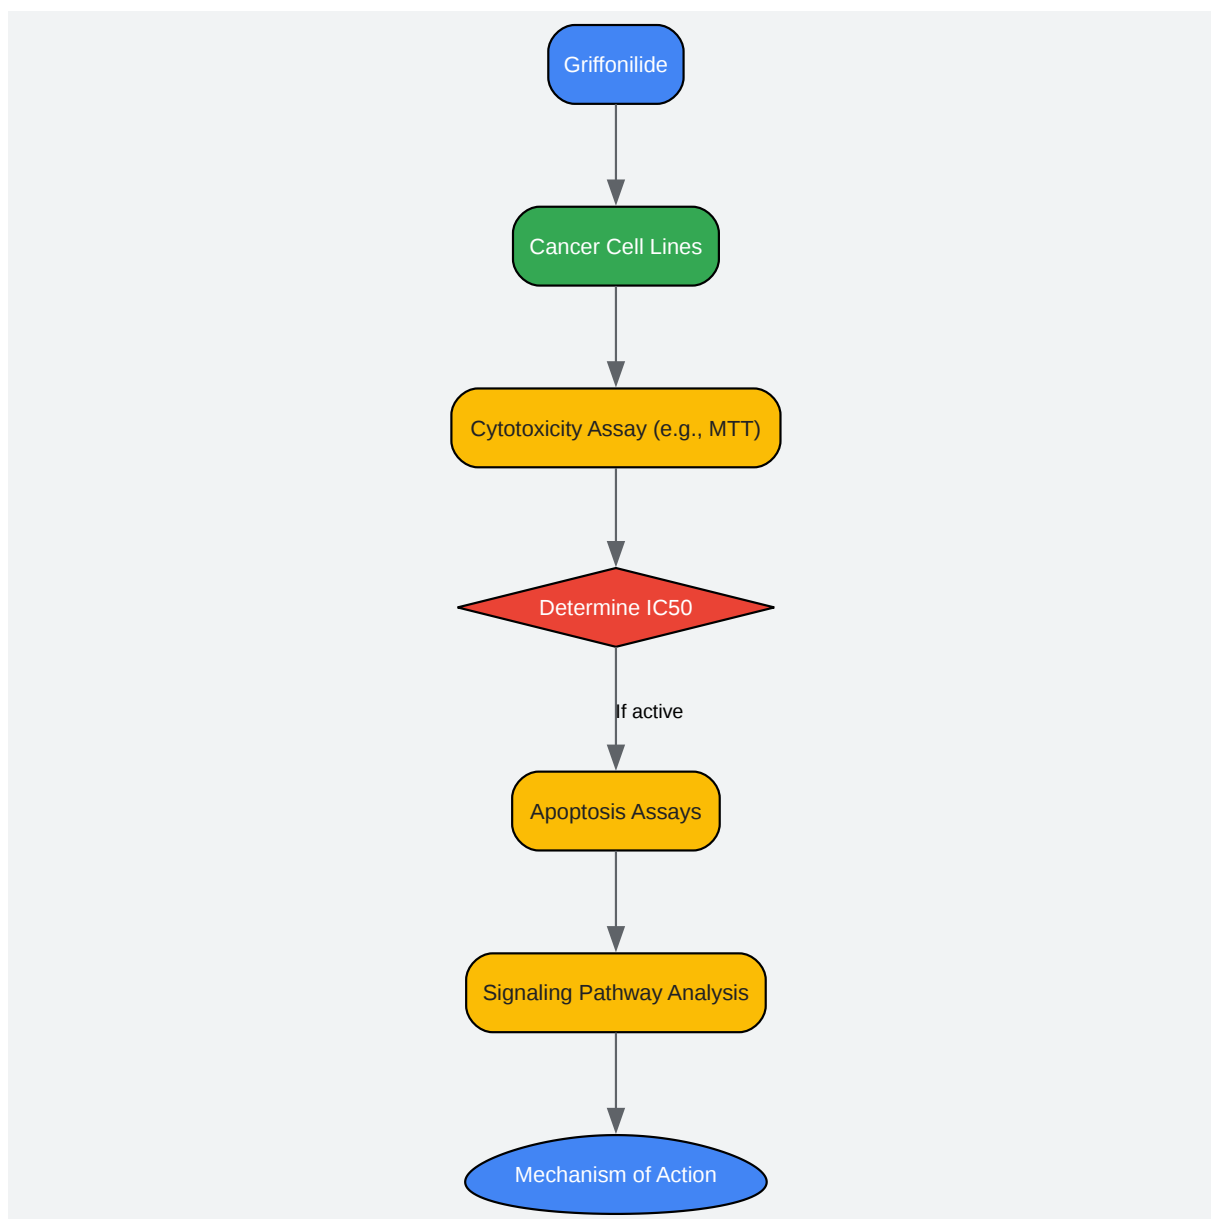 Griffonilide
Cancer Cell Lines
Cytotoxicity Assay (e.g., MTT)
Determine IC50
If active
Apoptosis Assays
Signaling Pathway Analysis
Mechanism of Action